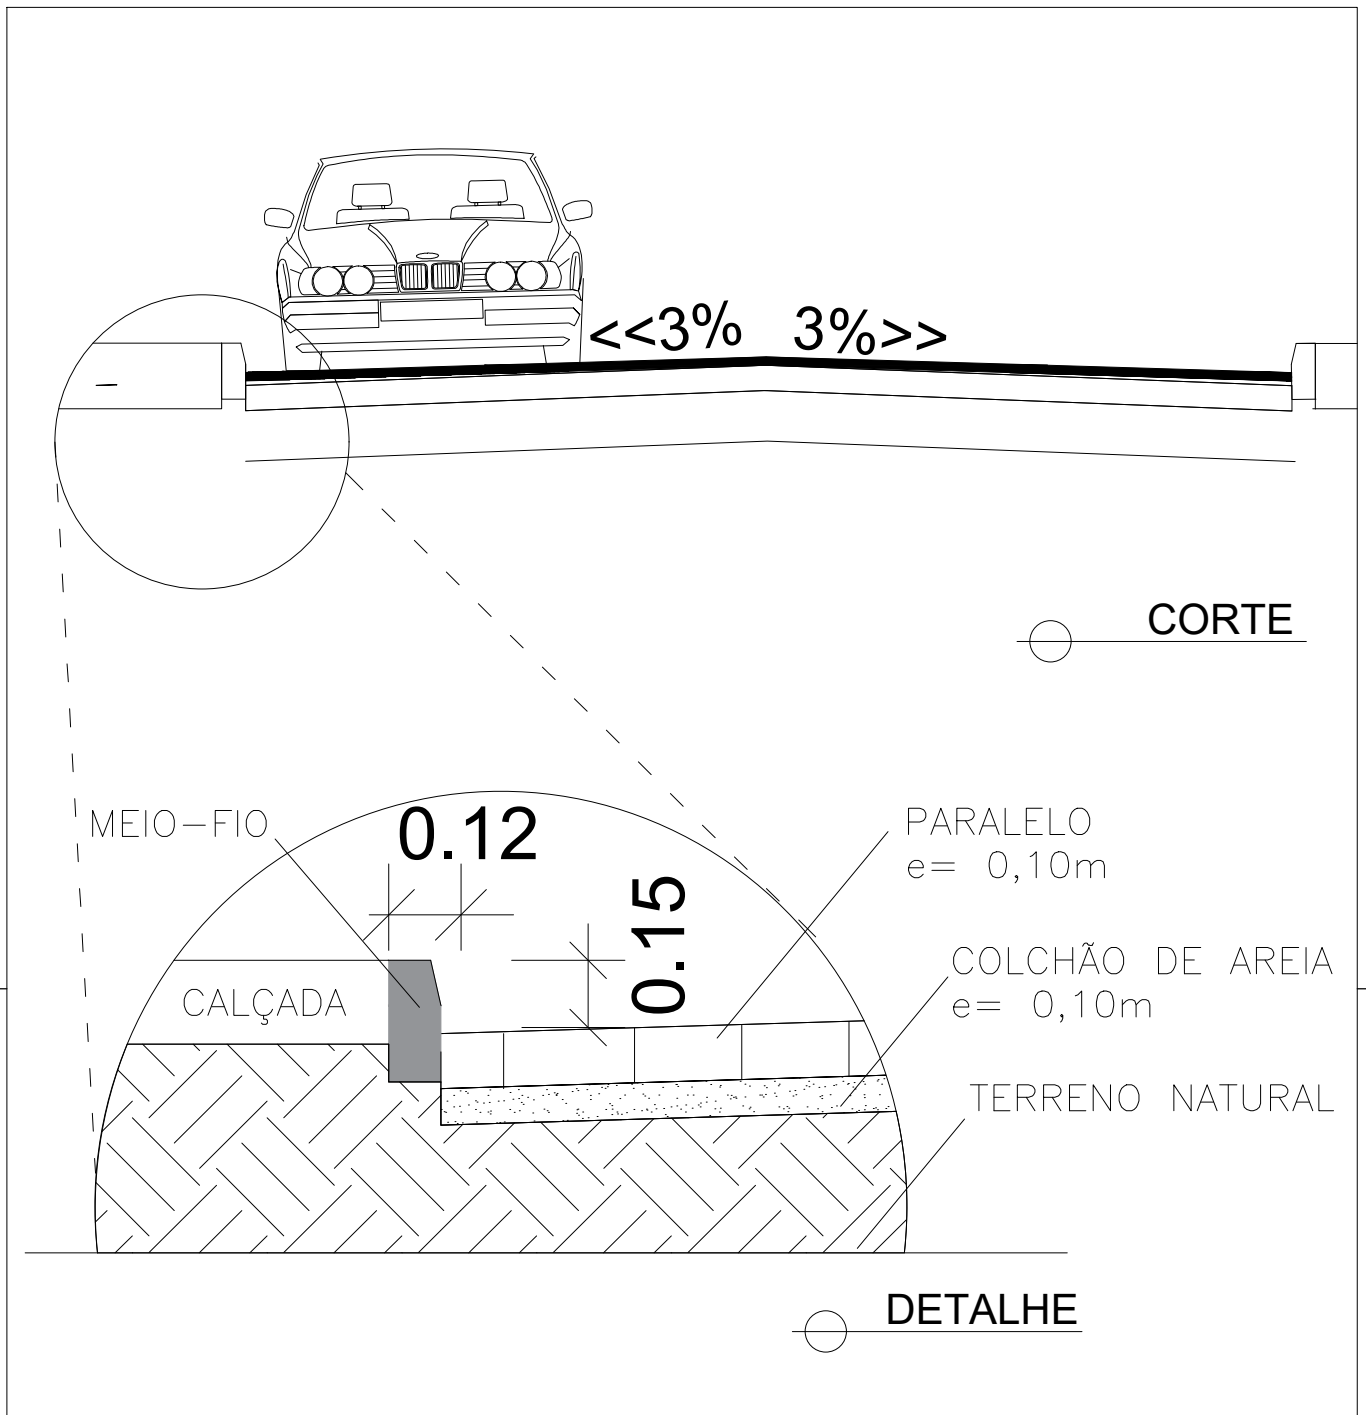 <<3% 3%>>
CORTE
MEIO-FIO
0.12
0.15
PARALELO
e= 0,10m
CALÇADA
COLCHÃO DE AREIA
e= 0,10m
TERRENO NATURAL
DETALHE